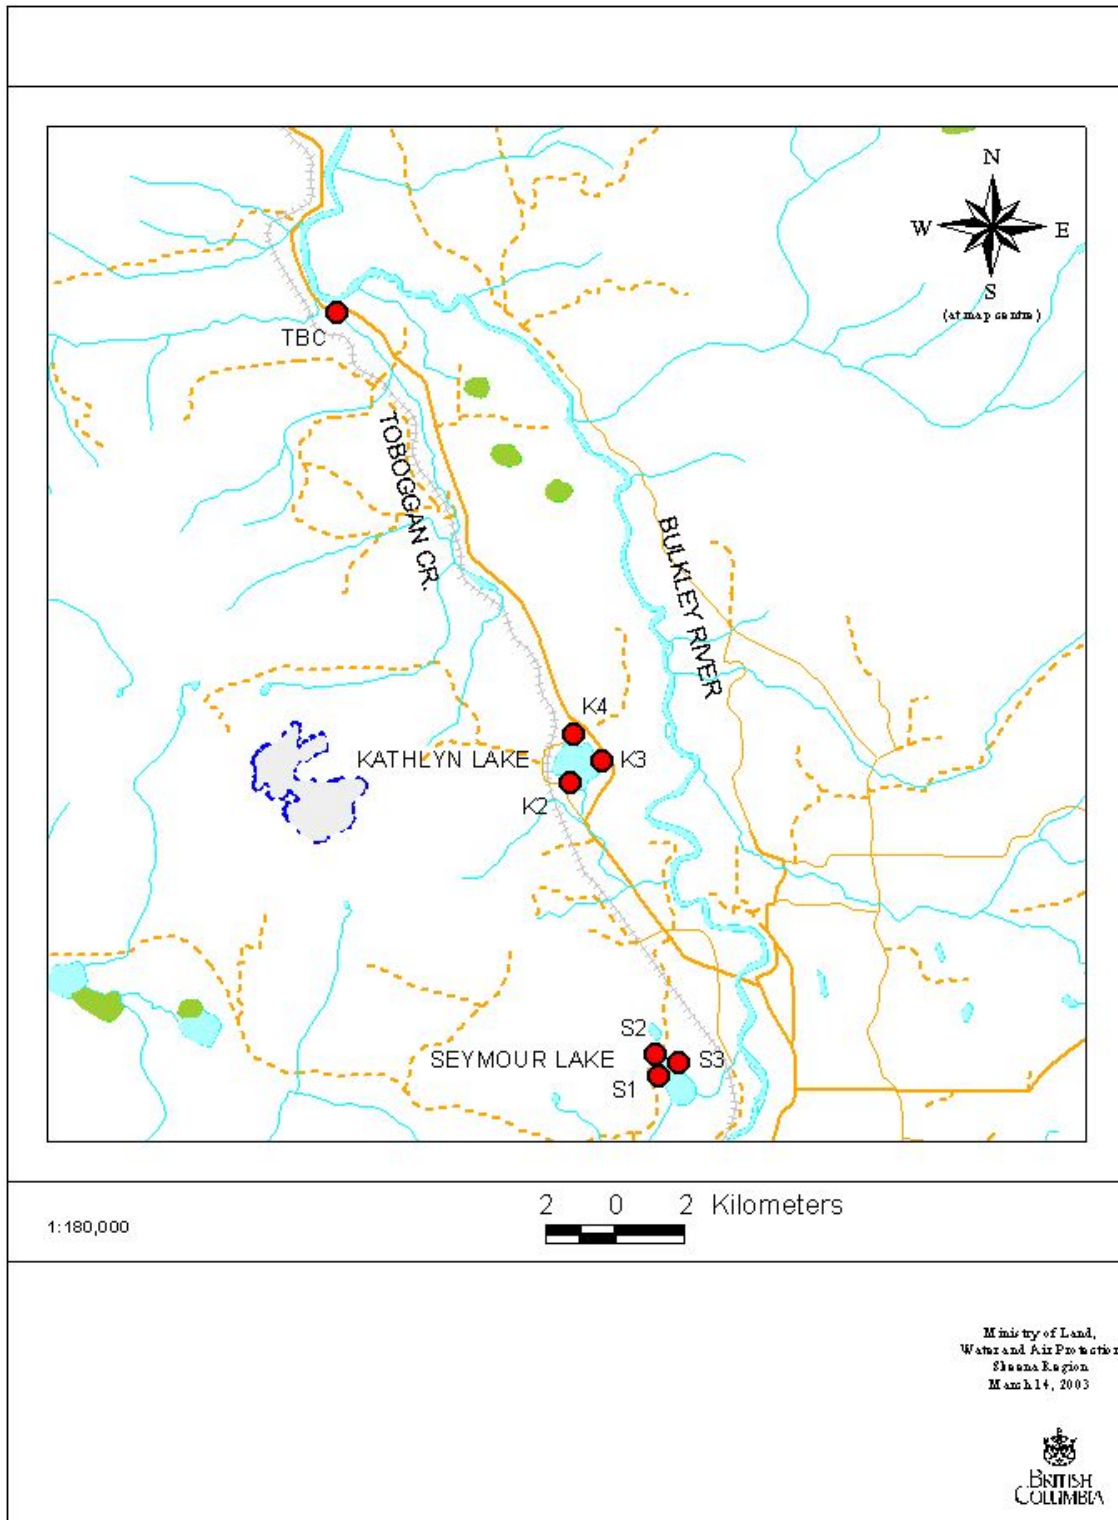 N
W E
S
(at map centre)
TBC
TOBOGGAN CR.
BULKLEY RIVER
K4
KATHLYN LAKE
K3
K2
S2
SEYMOUR LAKE
S3
S1
2 0 2 Kilometers
1:180,000
Ministry of Land,
Water and Air Protection
Skeena Region
March 14, 2003
BRITISH
COLUMBIA